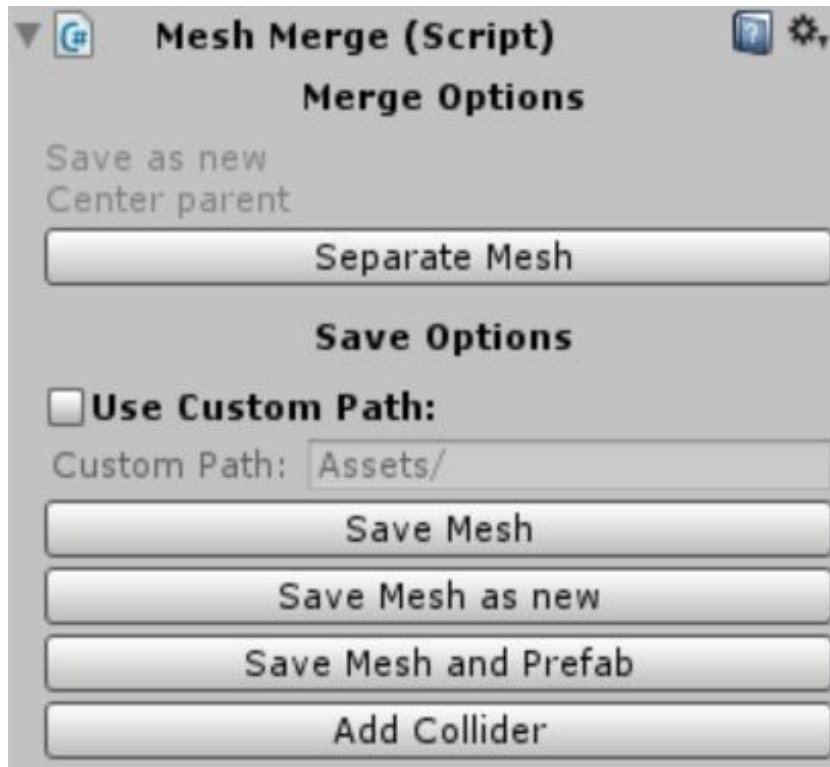 Mesh Merge (Script)
Merge Options
Save as new
Center parent
Separate Mesh
Save Options
Use Custom Path:
Custom Path: Assets/
Save Mesh
Save Mesh as new
Save Mesh and Prefab
Add Collider